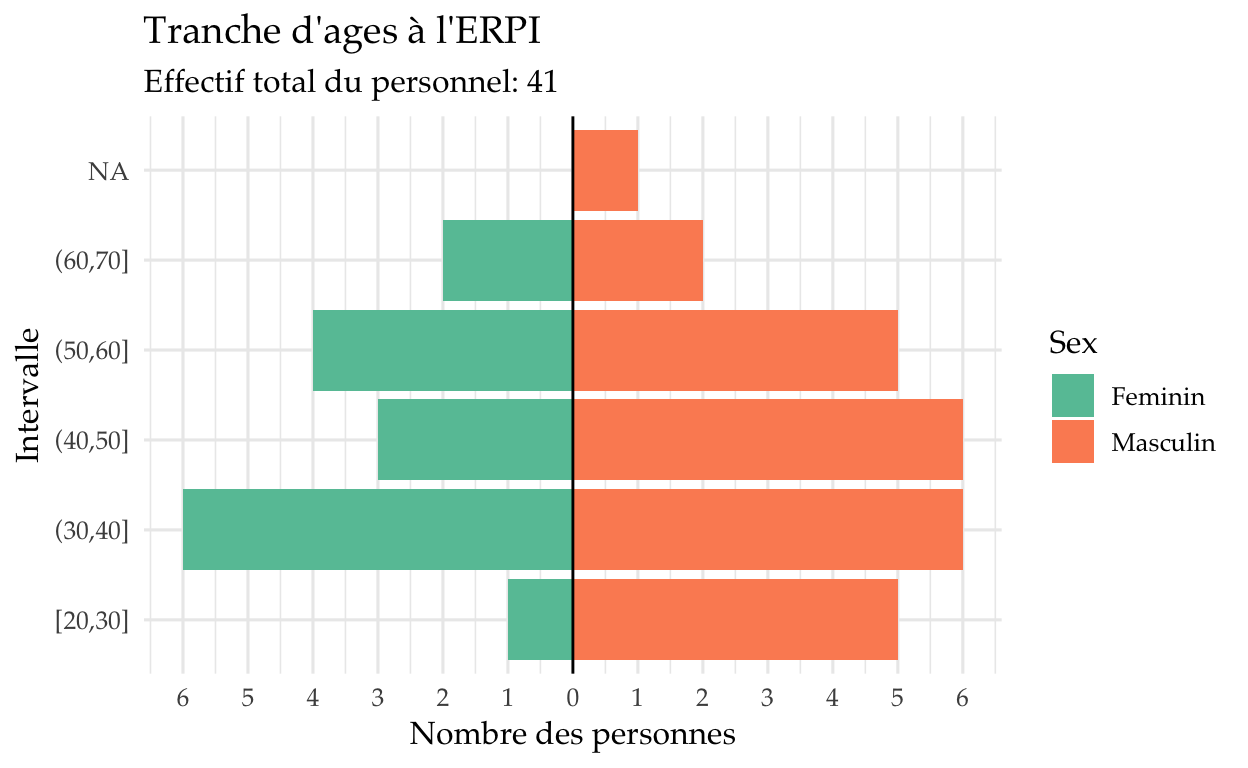 Tranche d'ages à l'ERPI
Effectif total du personnel: 41
NA
(60,70]
(50,60]
(40,50]
(30,40]
[20,30]
Intervalle
6 5 4 3 2 1 0 1 2 3 4 5 6
Nombre des personnes
Sex
Feminin
Masculin